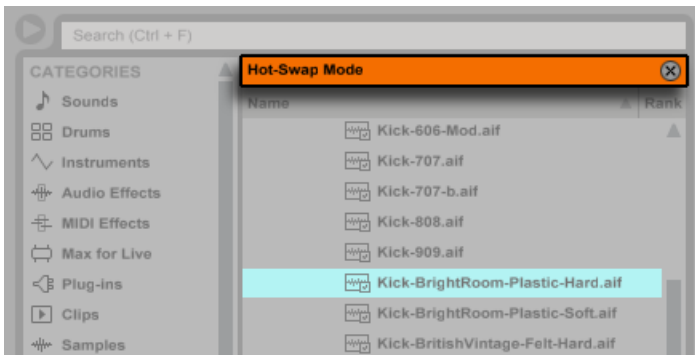 Search (Ctrl + F)
CATEGORIES
Sounds
Drums
Instruments
Audio Effects
MIDI Effects
Max for Live
Plug-ins
Clips
Samples
Hot-Swap Mode
Name Rank
Kick-606-Mod.aif
Kick-707.aif
Kick-707-b.aif
Kick-808.aif
Kick-909.aif
Kick-BrightRoom-Plastic-Hard.aif
Kick-BrightRoom-Plastic-Soft.aif
Kick-BritishVintage-Felt-Hard.aif